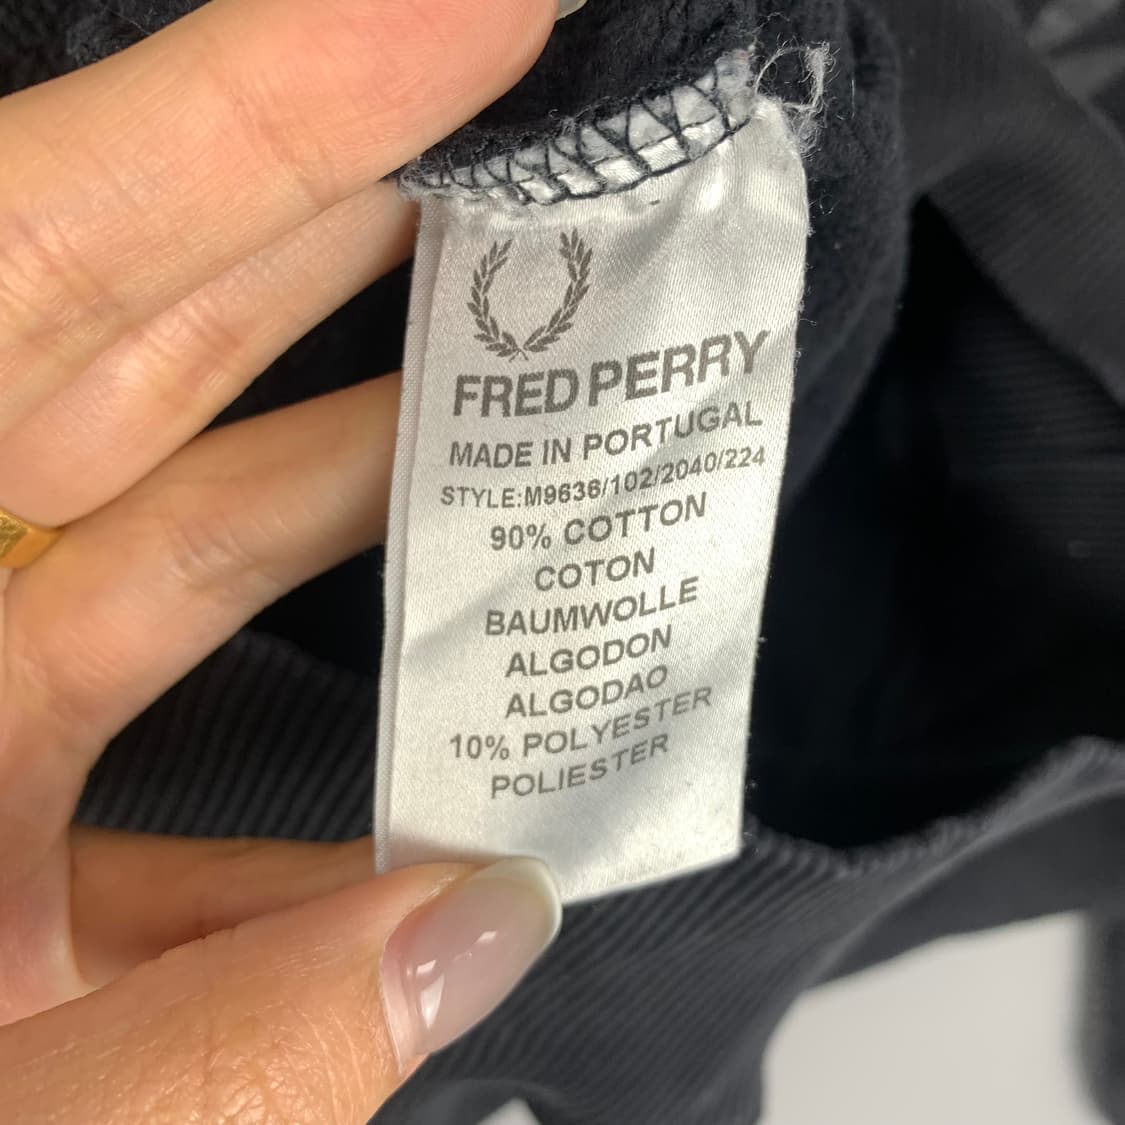 FRED PERRY
MADE IN PORTUGAL
STYLE:M9636/102/2040/224
90% COTTON
COTON
BAUMWOLLE
ALGODON
ALGODAO
10% POLYESTER
POLIESTER